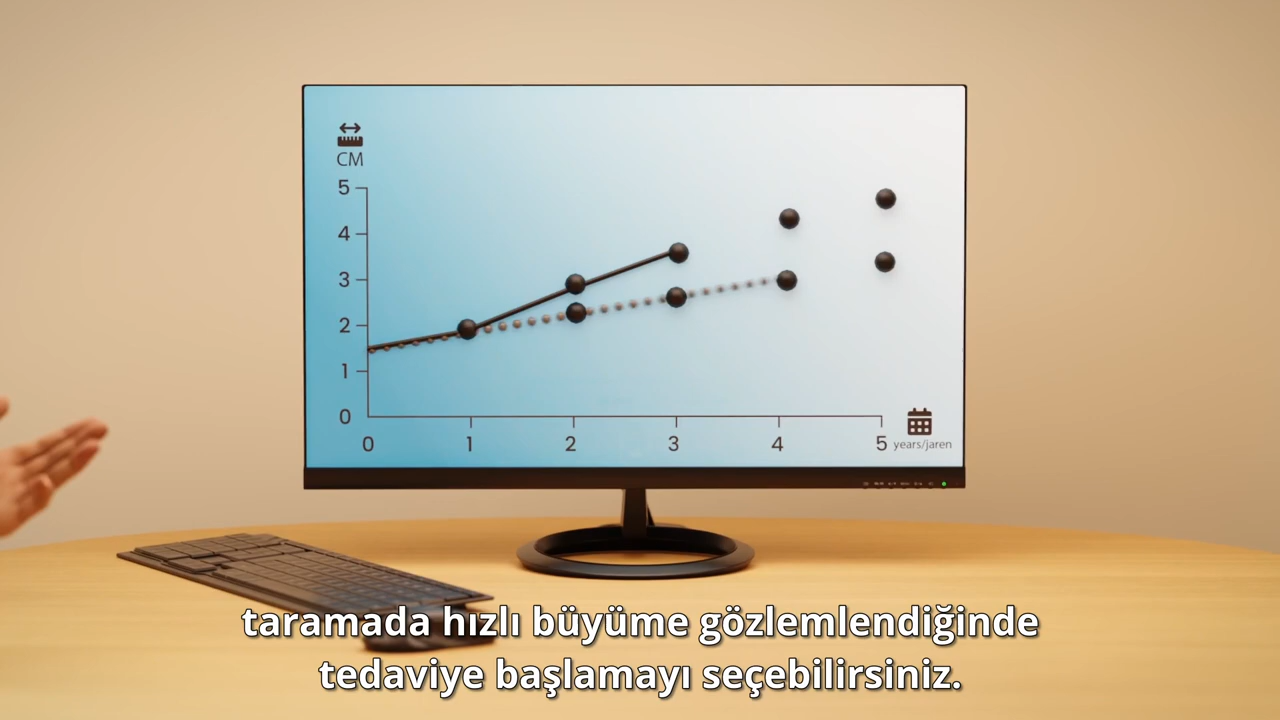 CM
5
4
3
2
1
0
0 1 2 3 4 5 years/jaren
taramada hızlı büyüme gözlemlendiğinde
tedaviye başlamayı seçebilirsiniz.